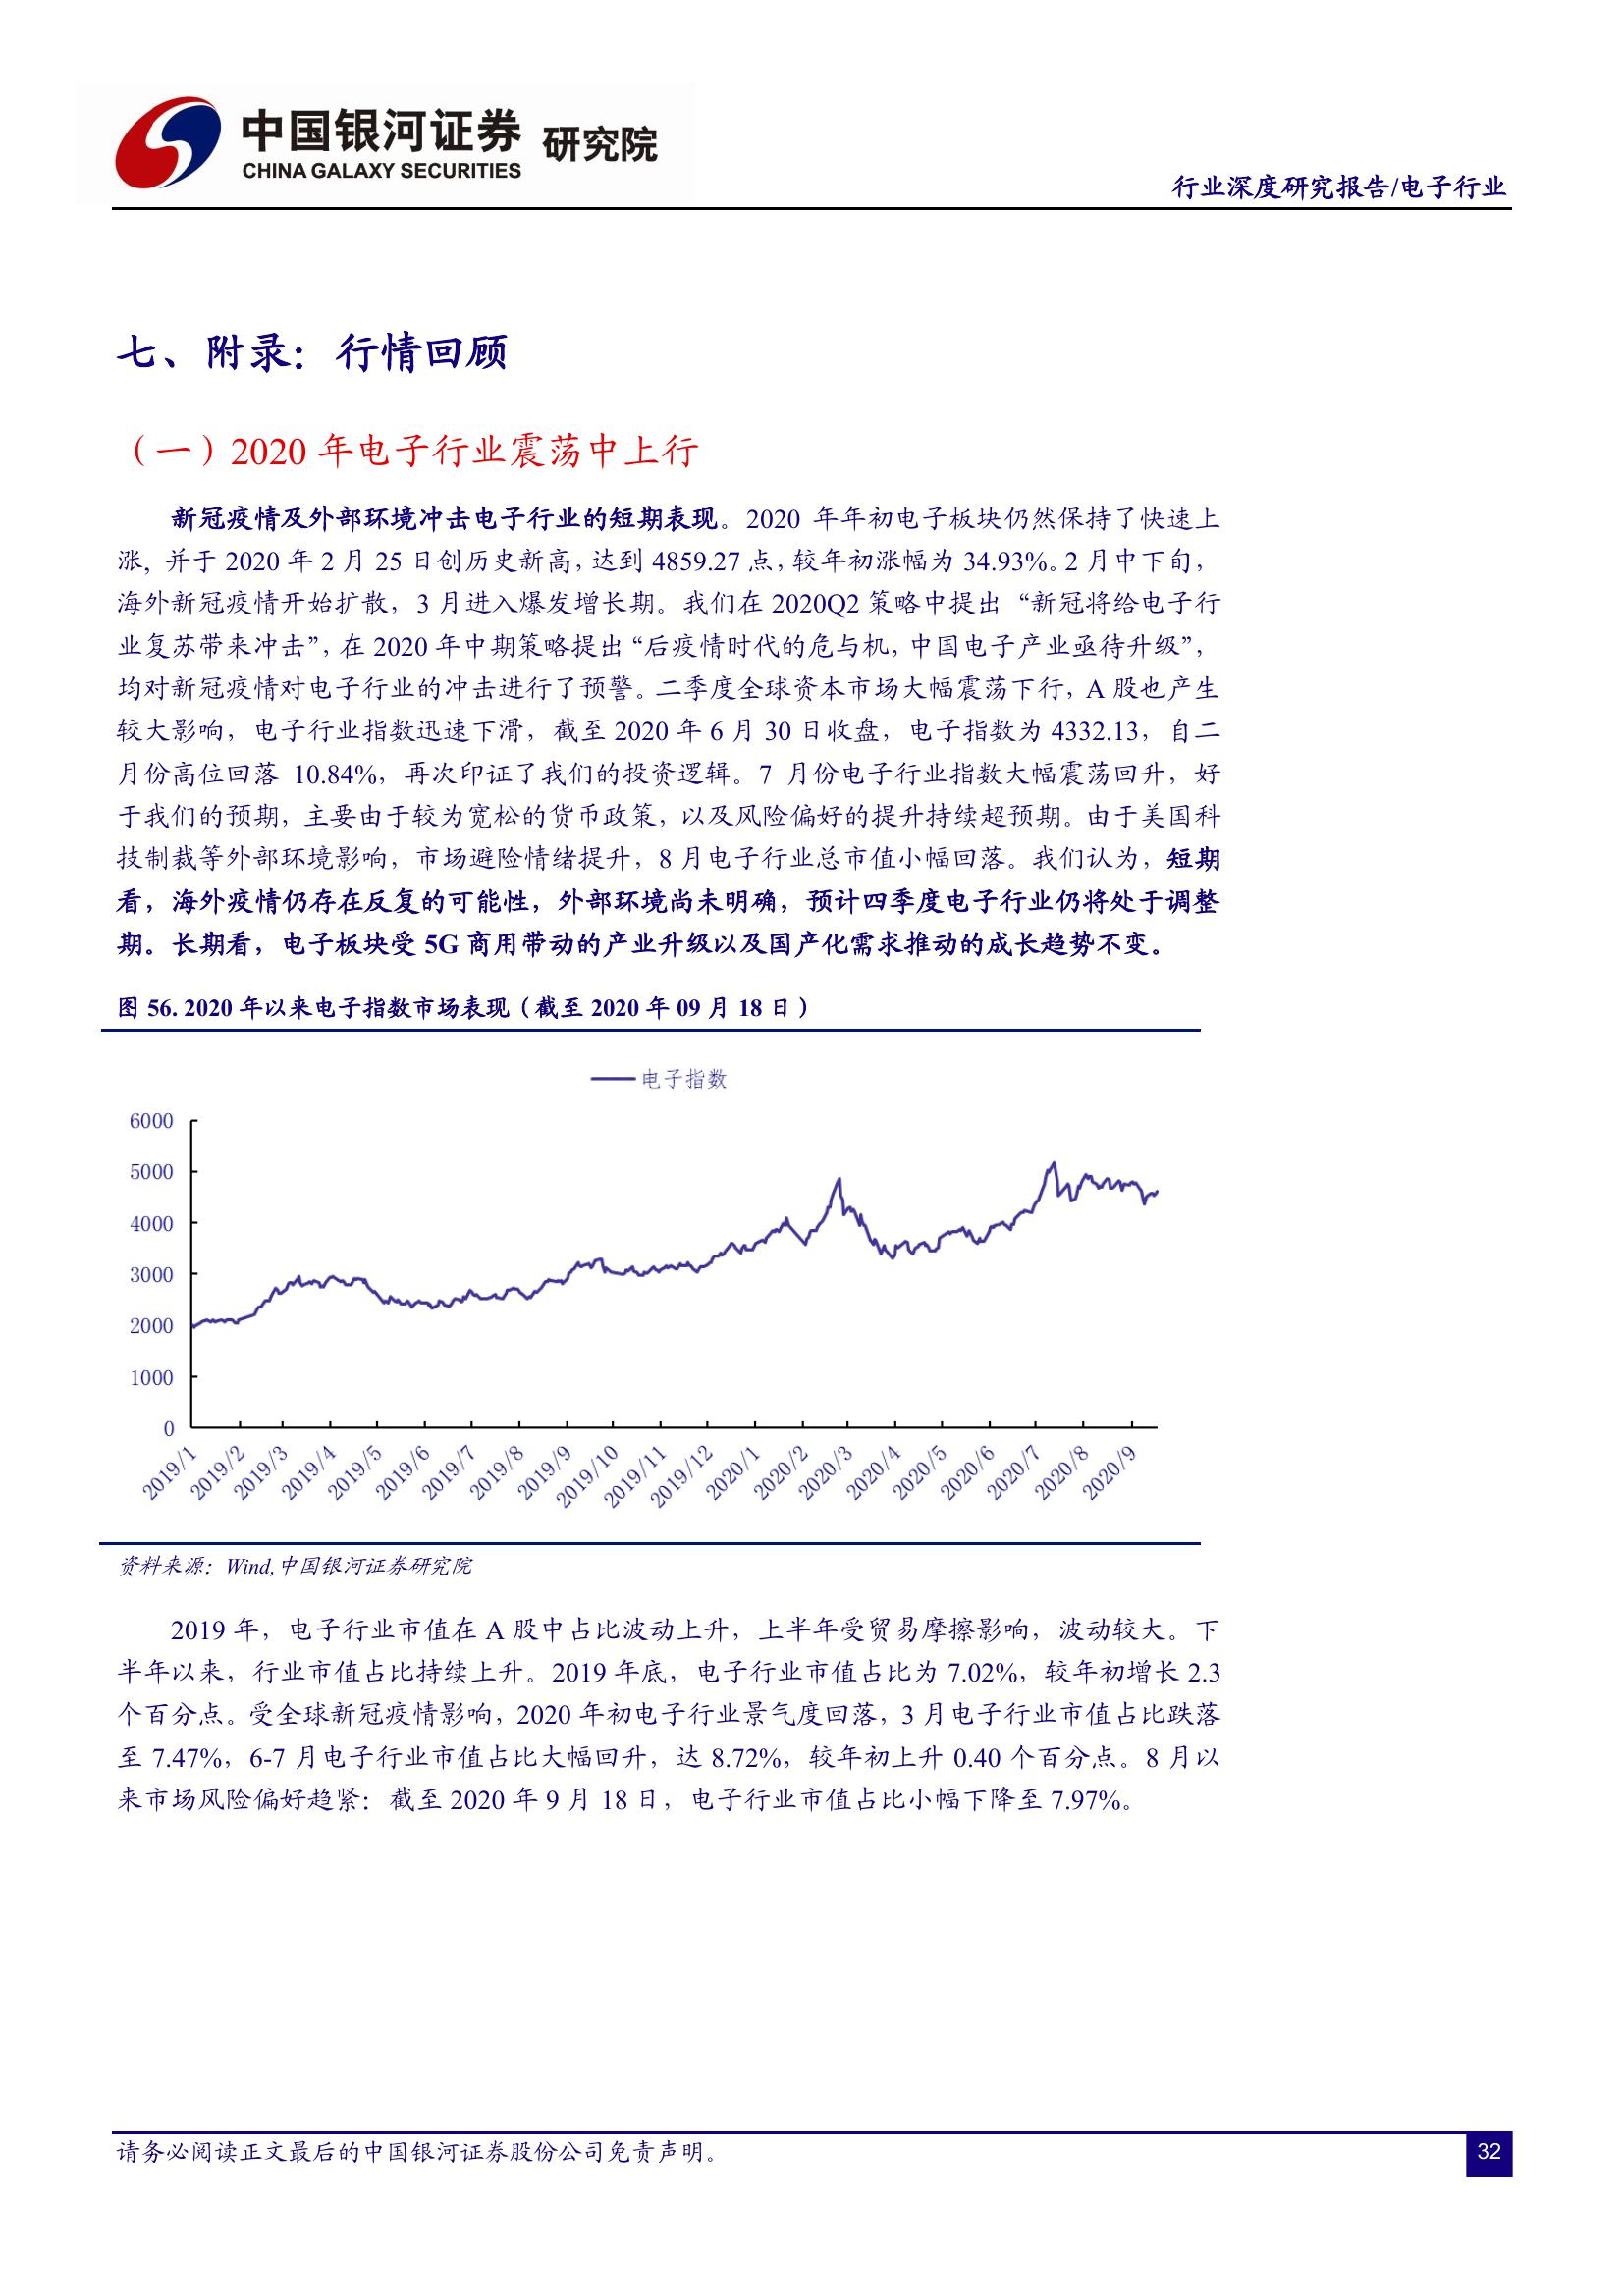 中国银河证券 研究院
CHINA GALAXY SECURITIES
行业深度研究报告/电子行业
七、附录：行情回顾
（一）2020 年电子行业震荡中上行
新冠疫情及外部环境冲击电子行业的短期表现。2020 年年初电子板块仍然保持了快速上
涨，并于 2020 年 2 月 25 日创历史新高，达到 4859.27 点，较年初涨幅为 34.93%。2 月中下旬，
海外新冠疫情开始扩散，3 月进入爆发增长期。我们在 2020Q2 策略中提出 “新冠将给电子行
业复苏带来冲击”，在 2020 年中期策略提出“后疫情时代的危与机，中国电子产业亟待升级”，
均对新冠疫情对电子行业的冲击进行了预警。二季度全球资本市场大幅震荡下行，A 股也产生
较大影响，电子行业指数迅速下滑，截至 2020 年 6 月 30 日收盘，电子指数为 4332.13，自二
月份高位回落 10.84%，再次印证了我们的投资逻辑。7 月份电子行业指数大幅震荡回升，好
于我们的预期，主要由于较为宽松的货币政策，以及风险偏好的提升持续超预期。由于美国科
技制裁等外部环境影响，市场避险情绪提升，8 月电子行业总市值小幅回落。我们认为，短期
看，海外疫情仍存在反复的可能性，外部环境尚未明确，预计四季度电子行业仍将处于调整
期。长期看，电子板块受 5G 商用带动的产业升级以及国产化需求推动的成长趋势不变。
图 56. 2020 年以来电子指数市场表现（截至 2020 年 09 月 18 日）
电子指数
6000
5000
4000
3000
2000
1000
0
2019/1
2019/2
2019/3
2019/4
2019/5
2019/6
2019/7
2019/8
2019/9
2019/10
2019/11
2019/12
2020/1
2020/2
2020/3
2020/4
2020/5
2020/6
2020/7
2020/8
2020/9
资料来源：Wind,中国银河证券研究院
2019 年，电子行业市值在 A 股中占比波动上升，上半年受贸易摩擦影响，波动较大。下
半年以来，行业市值占比持续上升。2019 年底，电子行业市值占比为 7.02%，较年初增长 2.3
个百分点。受全球新冠疫情影响，2020 年初电子行业景气度回落，3 月电子行业市值占比跌落
至 7.47%，6-7 月电子行业市值占比大幅回升，达 8.72%，较年初上升 0.40 个百分点。8 月以
来市场风险偏好趋紧：截至 2020 年 9 月 18 日，电子行业市值占比小幅下降至 7.97%。
请务必阅读正文最后的中国银河证券股份公司免责声明。
32